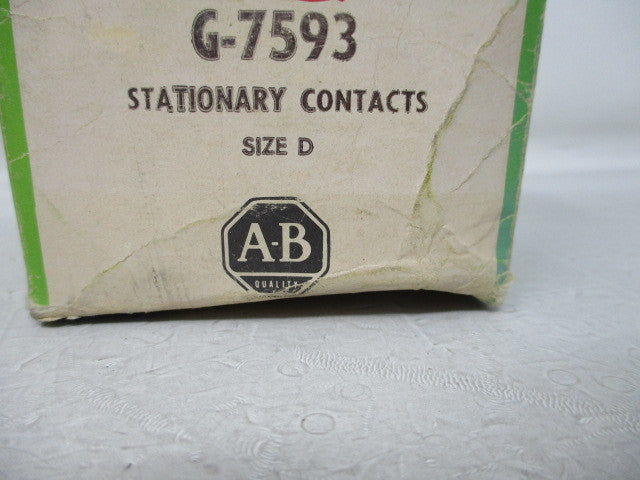 G-7593
STATIONARY CONTACTS
SIZE D
A-B
QUALITY